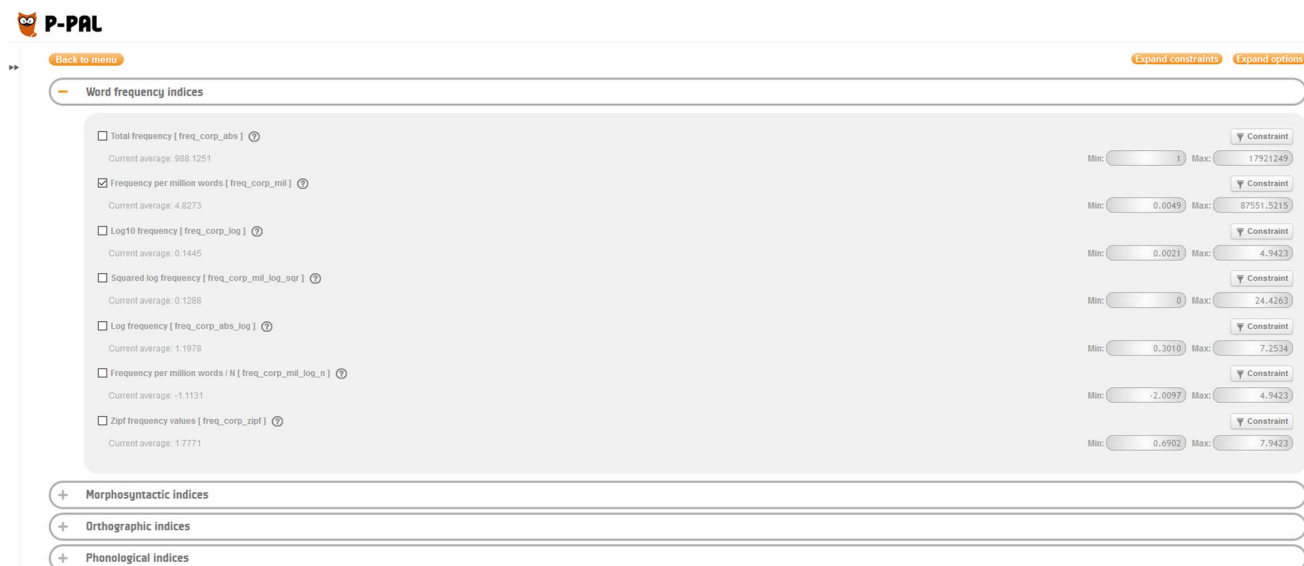 P-PAL
Back to menu Expand constraints Expand options
Word frequency indices
Total frequency [ freq_corp_abs ] ? Constraint
Current average: 988.1251 Min: 1 Max: 17921249
Frequency per million words [ freq_corp_mil ] ? Constraint
Current average: 4.8273 Min: 0.0049 Max: 87551.5215
Log10 frequency [ freq_corp_log ] ? Constraint
Current average: 0.1445 Min: 0.0021 Max: 4.9423
Squared log frequency [ freq_corp_mil_log_sqr ] ? Constraint
Current average: 0.1288 Min: 0 Max: 24.4263
Log frequency [ freq_corp_abs_log ] ? Constraint
Current average: 1.1978 Min: 0.3010 Max: 7.2534
Frequency per million words / N [ freq_corp_mil_log_n ] ? Constraint
Current average: -1.1131 Min: -2.0097 Max: 4.9423
Zipf frequency values [ freq_corp_zipf ] ? Constraint
Current average: 1.7771 Min: 0.6902 Max: 7.9423
Morphosyntactic indices
Orthographic indices
Phonological indices